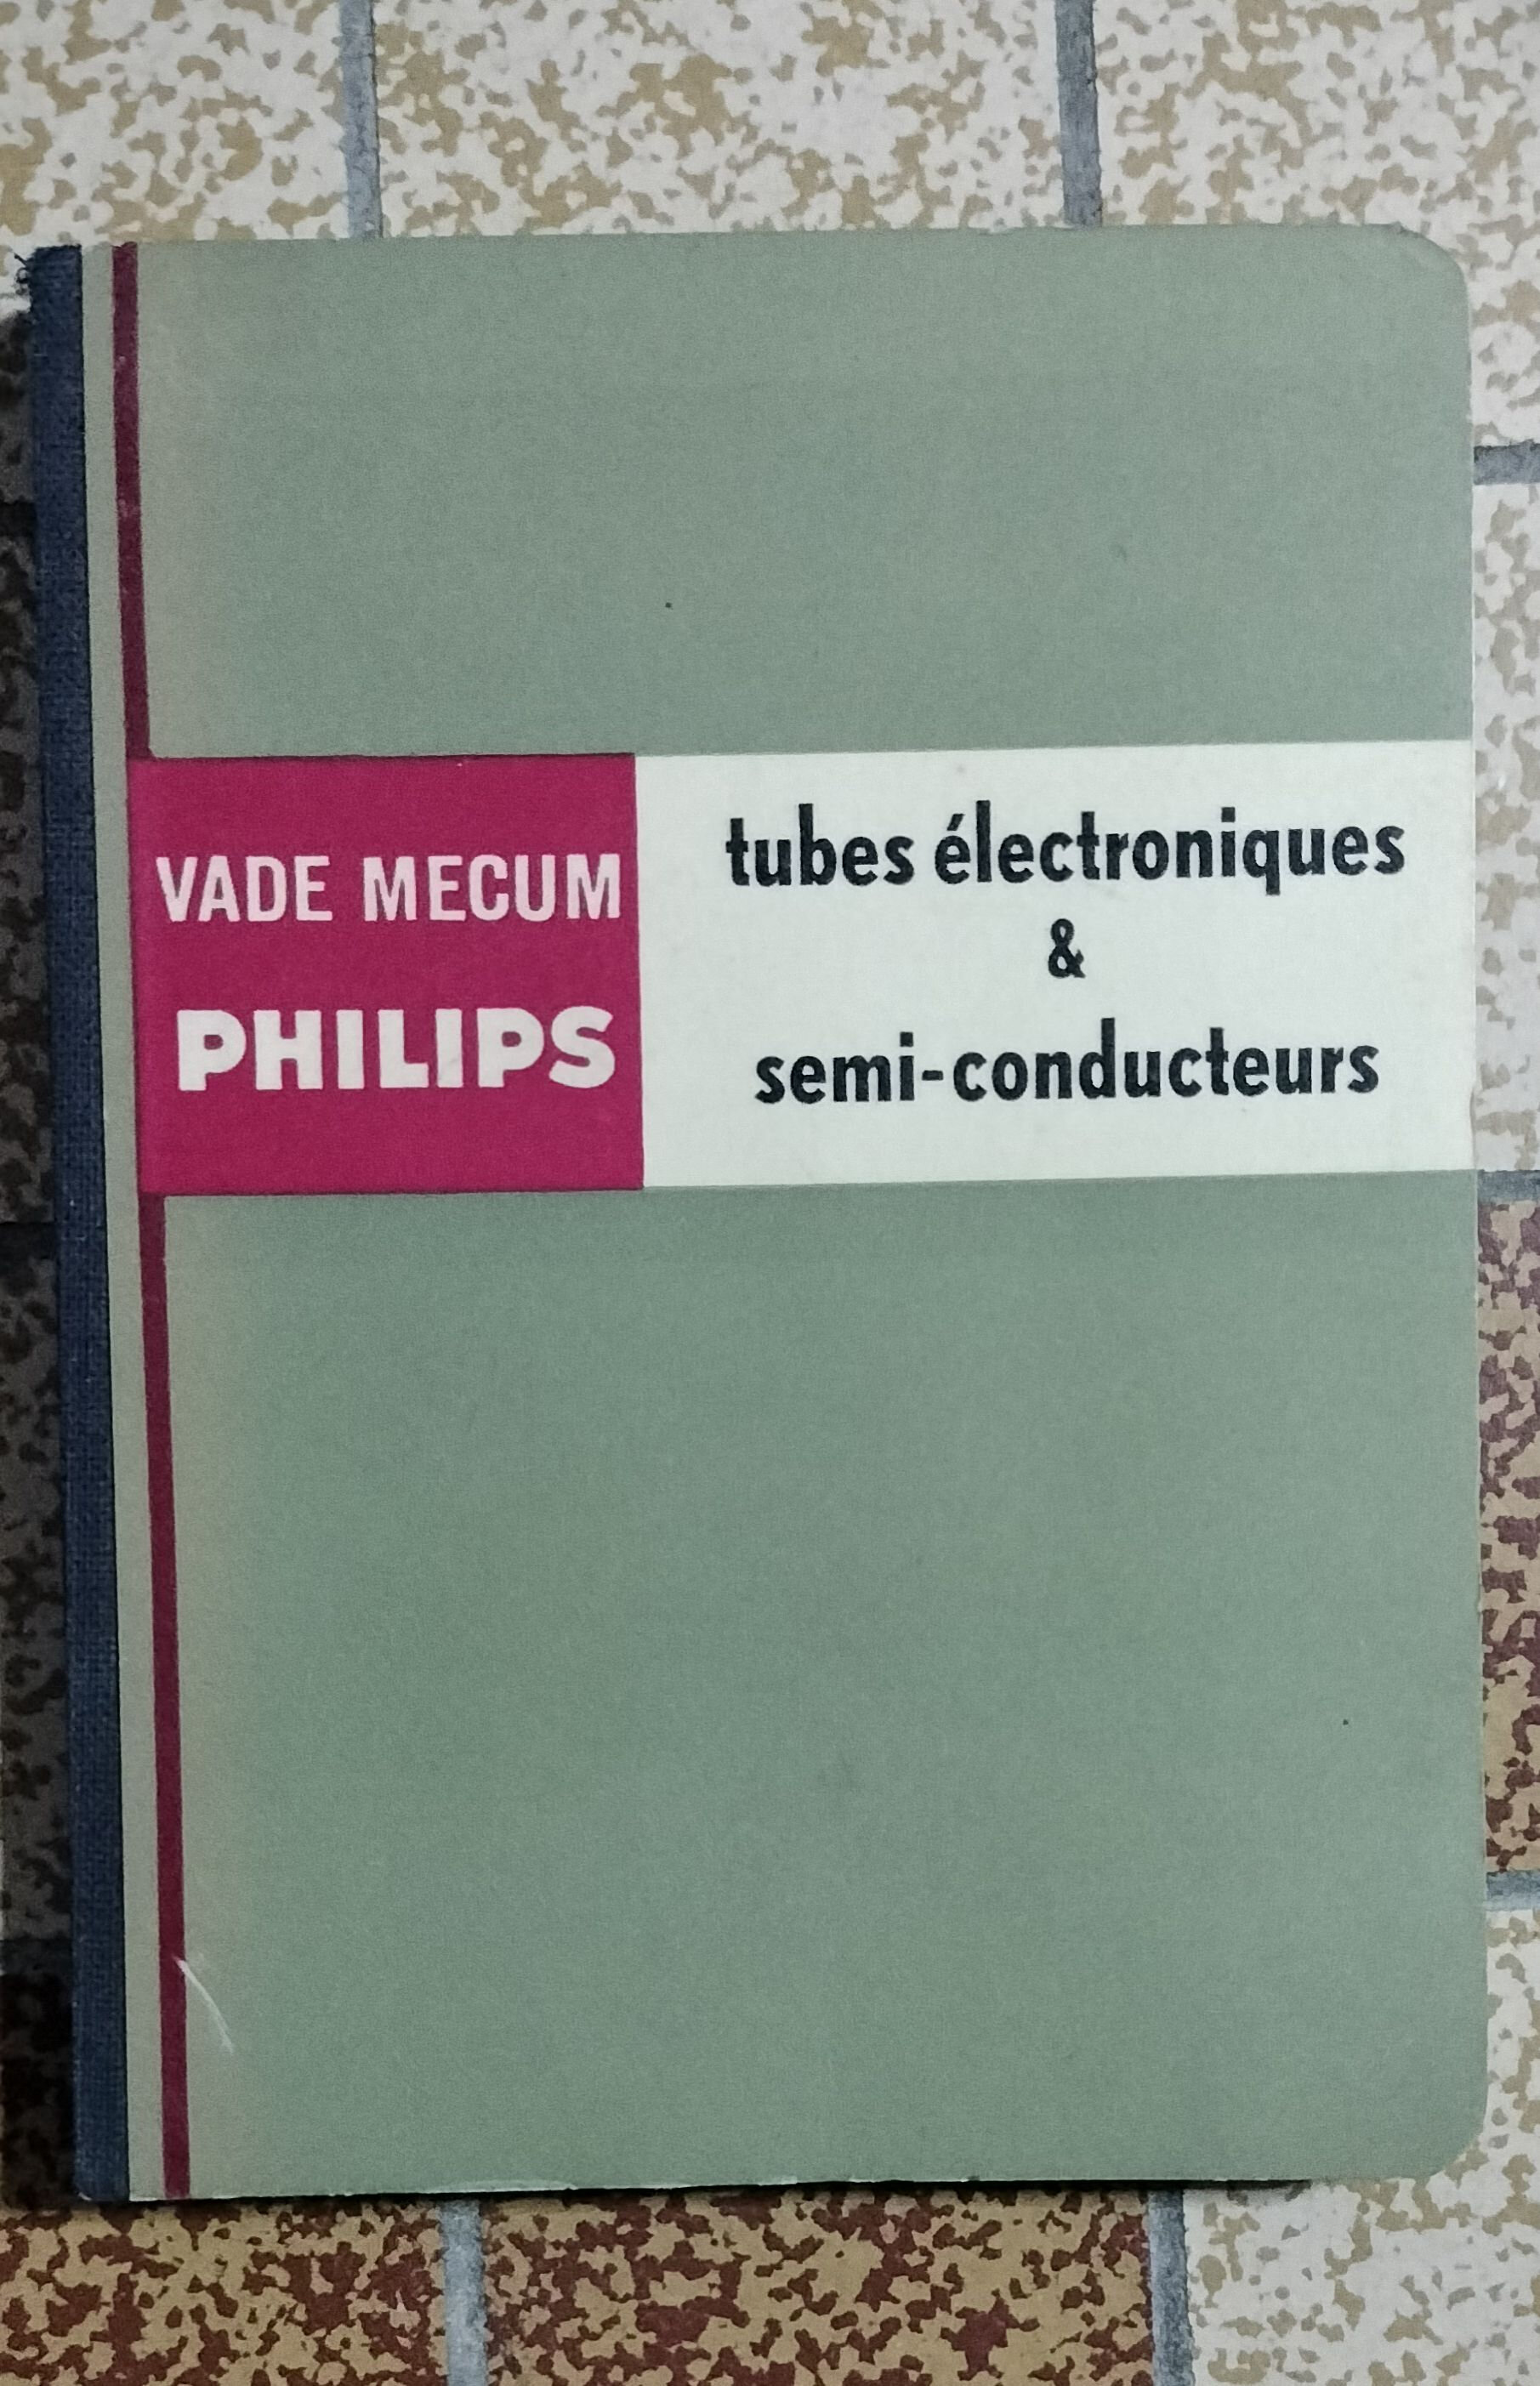 VADE MECUM
PHILIPS
tubes électroniques
&
semi-conducteurs